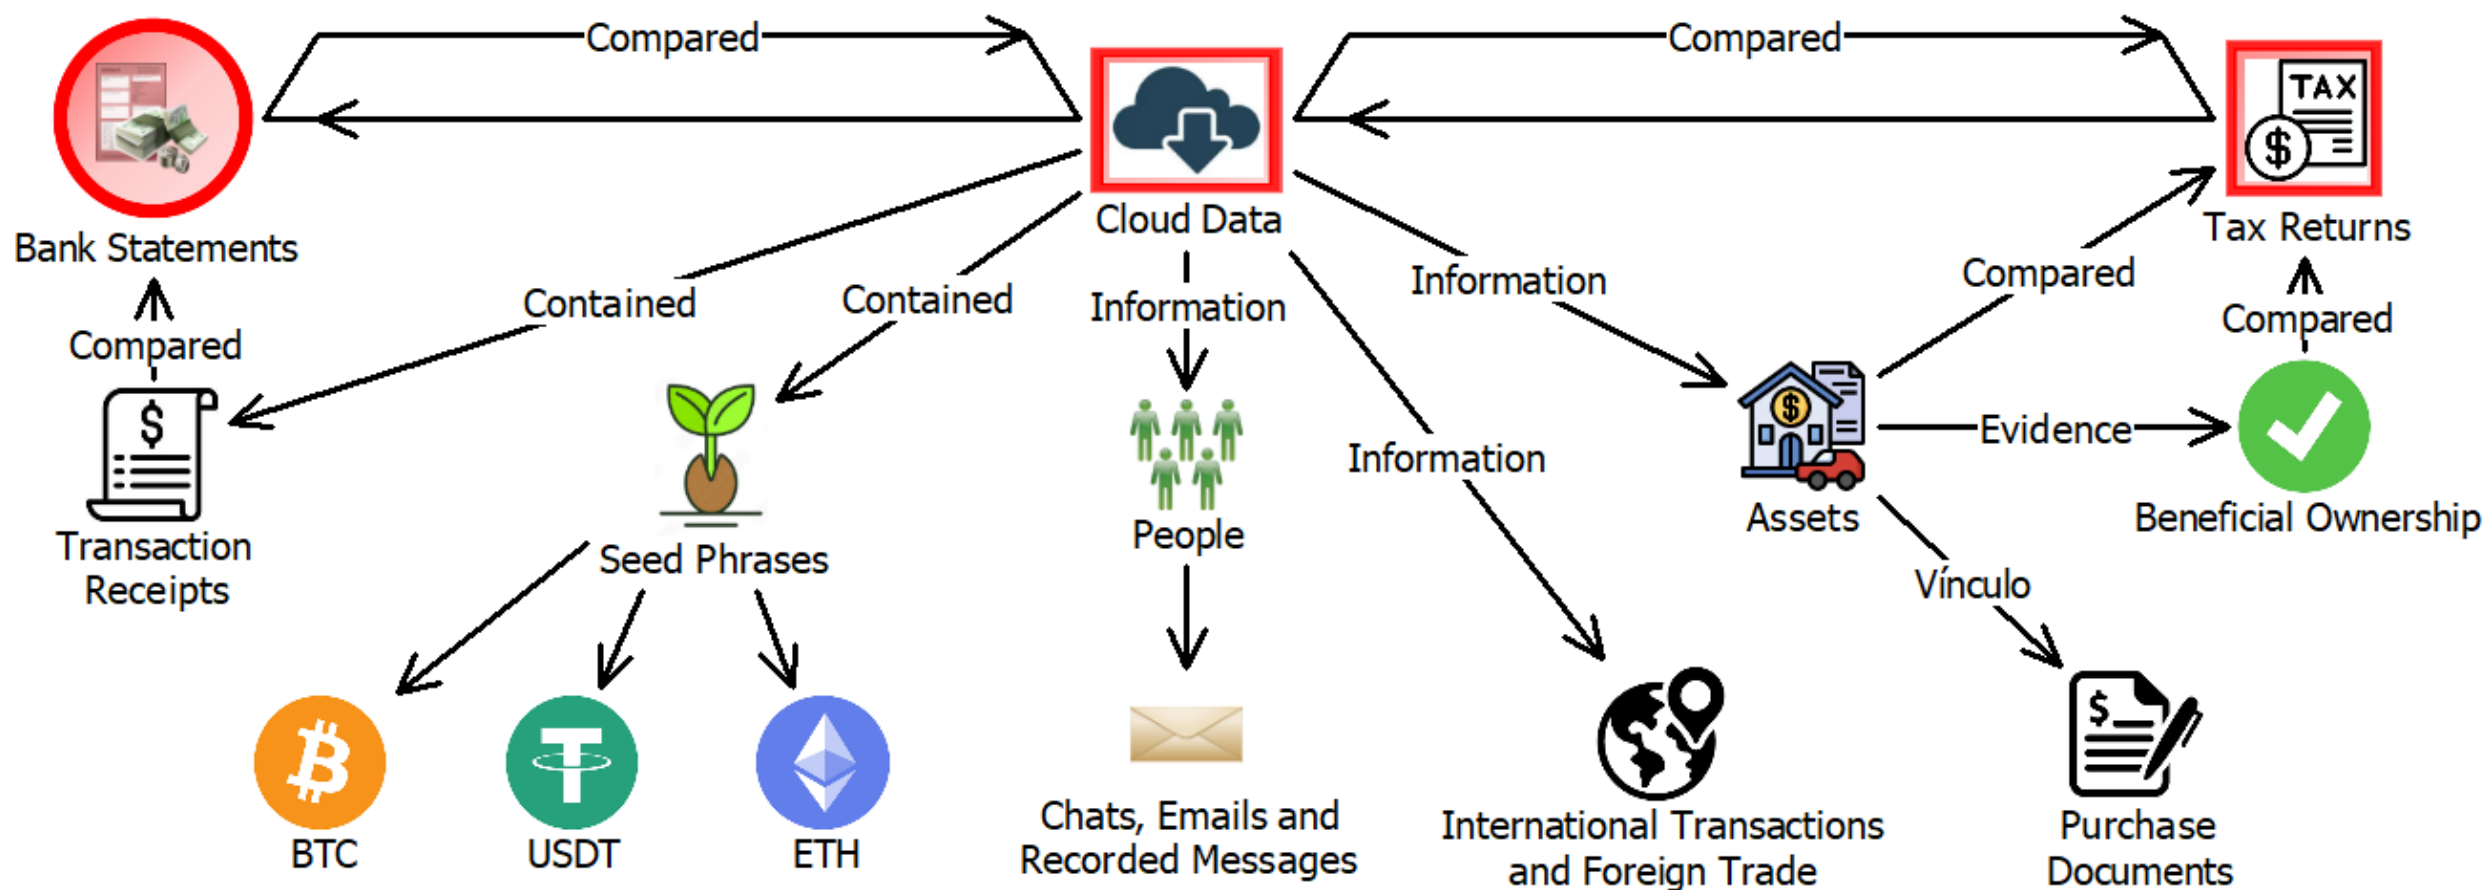 Compared
Compared
TAX
$
Bank Statements
Cloud Data
Tax Returns
Contained
Contained
Information
Information
Compared
Compared
Compared
$
$
Information
Evidence
Transaction
Receipts
Seed Phrases
People
Assets
Beneficial Ownership
Vínculo
$
BTC
USDT
ETH
Chats, Emails and
Recorded Messages
International Transactions
and Foreign Trade
Purchase
Documents